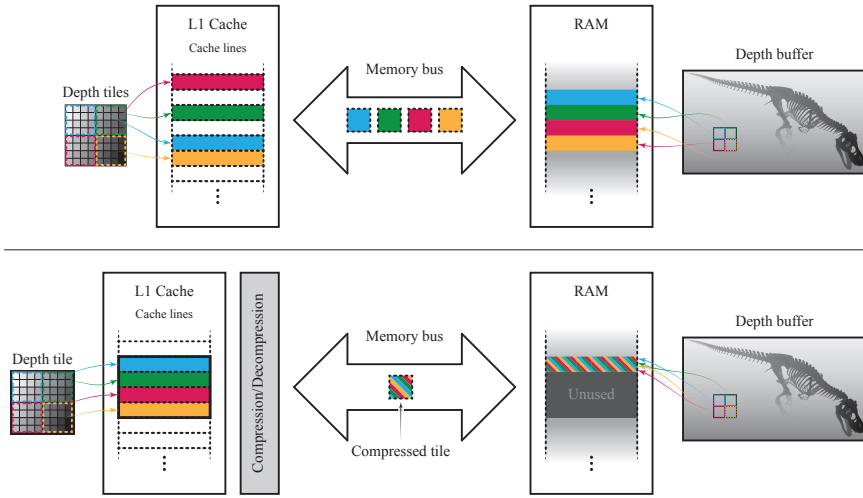 L1 Cache
Cache lines
Depth tiles
Memory bus
RAM
Depth buffer
L1 Cache
Cache lines
Depth tile
Compression/Decompression
Memory bus
Compressed tile
RAM
Unused
Depth buffer